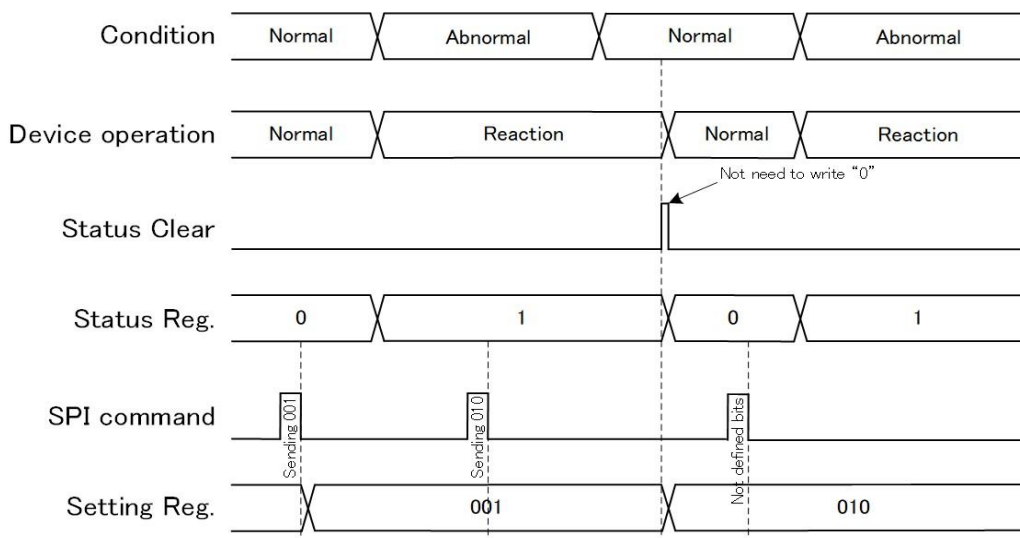 Condition Normal Abnormal Normal Abnormal
Device operation Normal Reaction Normal Reaction
Not need to write “0”
Status Clear
Status Reg. 0 1 0 1
SPI command Sending 001 Sending 010 Not defined bits
Setting Reg. 001 010